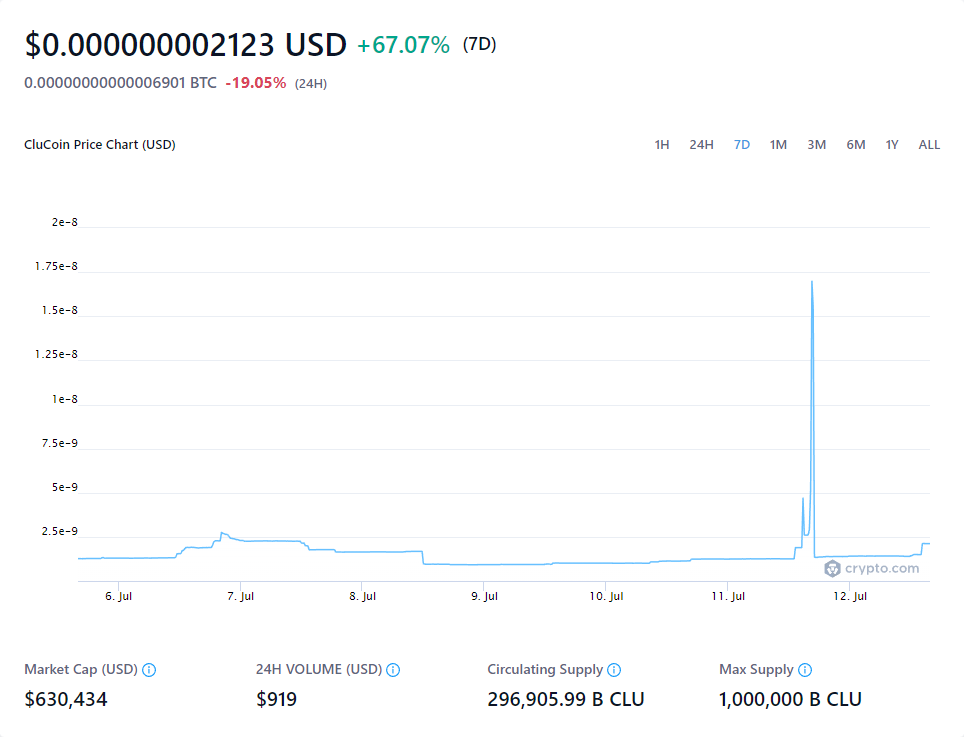 $0.000000002123 USD +67.07% (7D)
0.00000000000006901 BTC -19.05% (24H)
CluCoin Price Chart (USD) 1H 24H 7D 1M 3M 6M 1Y ALL
2e-8
1.75e-8
1.5e-8
1.25e-8
1e-8
7.5e-9
5e-9
2.5e-9
crypto.com
6. Jul 7. Jul 8. Jul 9. Jul 10. Jul 11. Jul 12. Jul
Market Cap (USD) 24H VOLUME (USD) Circulating Supply Max Supply
$630,434 $919 296,905.99 B CLU 1,000,000 B CLU